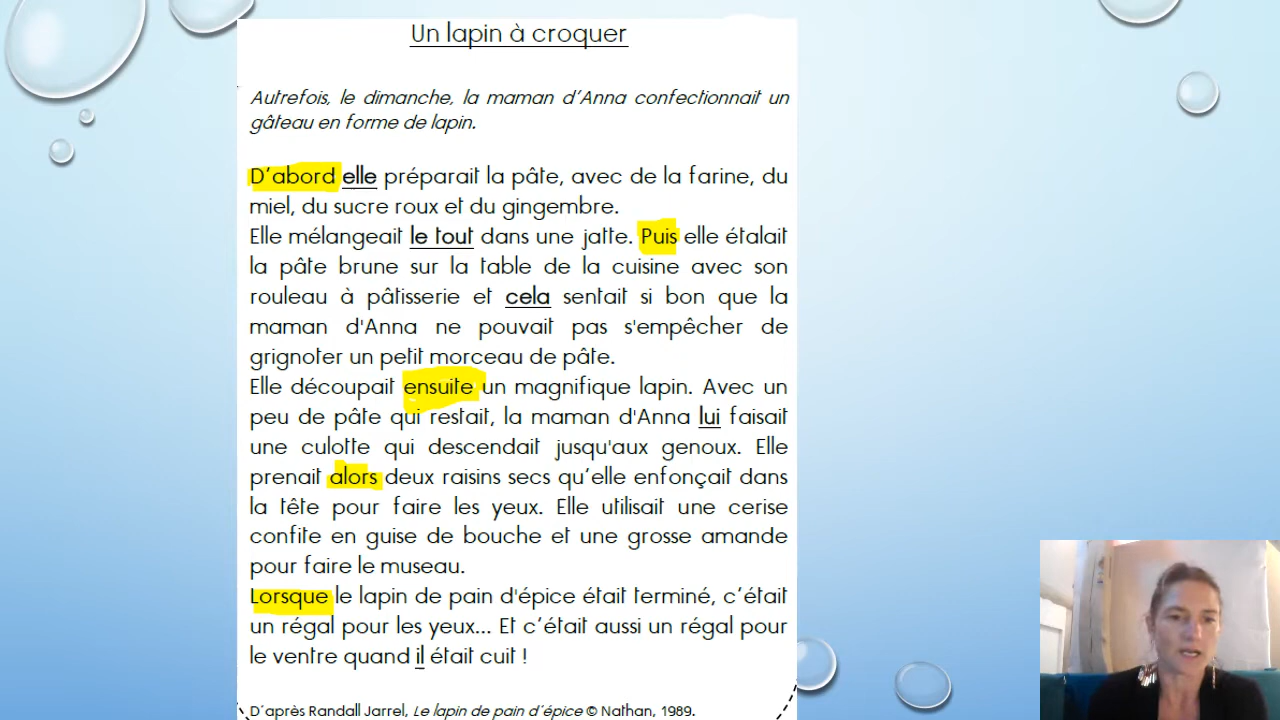 Un lapin à croquer
Autrefois, le dimanche, la maman d'Anna confectionnait un
gâteau en forme de lapin.
D'abord elle préparait la pâte, avec de la farine, du
miel, du sucre roux et du gingembre.
Elle mélangeait le tout dans une jatte. Puis elle étalait
la pâte brune sur la table de la cuisine avec son
rouleau à pâtisserie et cela sentait si bon que la
maman d'Anna ne pouvait pas s'empêcher de
grignoter un petit morceau de pâte.
Elle découpait ensuite un magnifique lapin. Avec un
peu de pâte qui restait, la maman d'Anna lui faisait
une culotte qui descendait jusqu'aux genoux. Elle
prenait alors deux raisins secs qu'elle enfonçait dans
la tête pour faire les yeux. Elle utilisait une cerise
confite en guise de bouche et une grosse amande
pour faire le museau.
Lorsque le lapin de pain d'épice était terminé, c'était
un régal pour les yeux... Et c'était aussi un régal pour
le ventre quand il était cuit !
D'après Randall Jarrel, Le lapin de pain d'épice © Nathan, 1989.